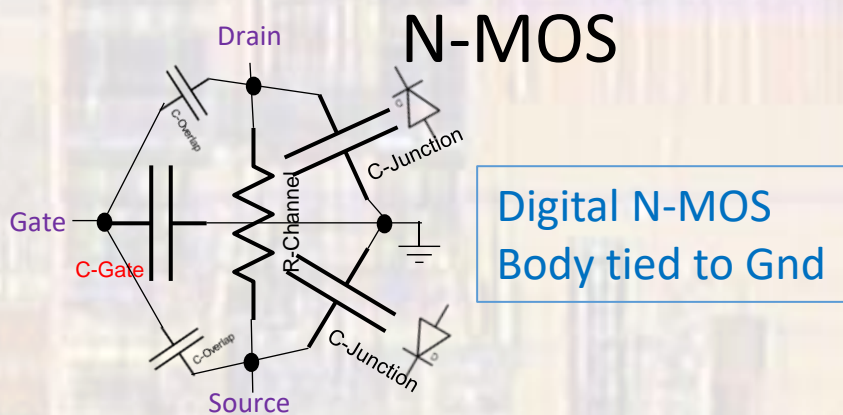 N-MOS
Drain
C-Overlap
C-Junction
R-Channel
Gate
C-Gate
Digital N-MOS
Body tied to Gnd
C-Overlap
C-Junction
Source